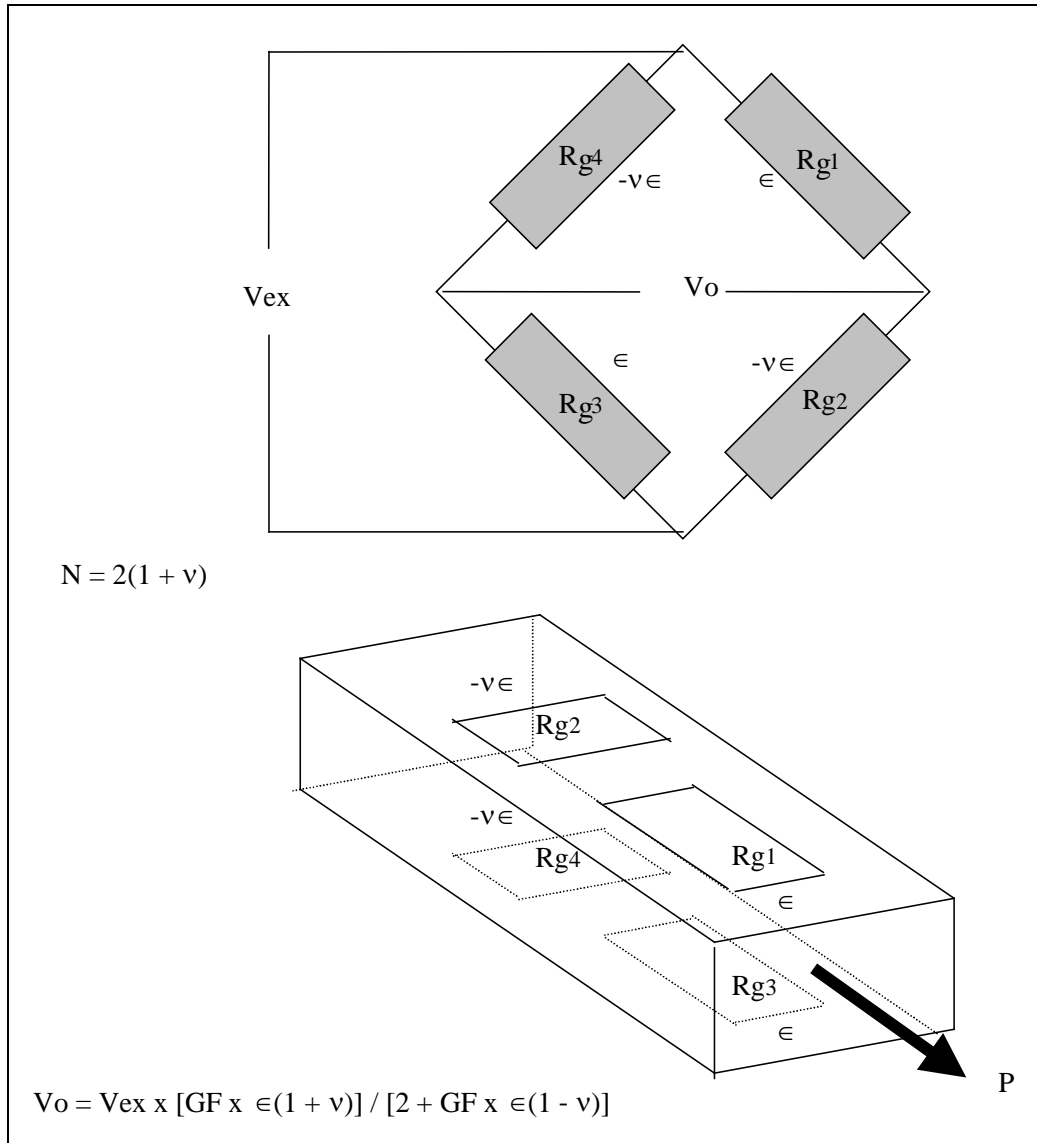 Rg4
Rg1
-ν∈
∈
Vex
Vo
∈
-ν∈
Rg3
Rg2
N = 2(1 + ν)
-ν∈
Rg2
-ν∈
Rg4
Rg1
∈
Rg3
∈
P
Vo = Vex x [GF x ∈(1 + ν)] / [2 + GF x ∈(1 - ν)]